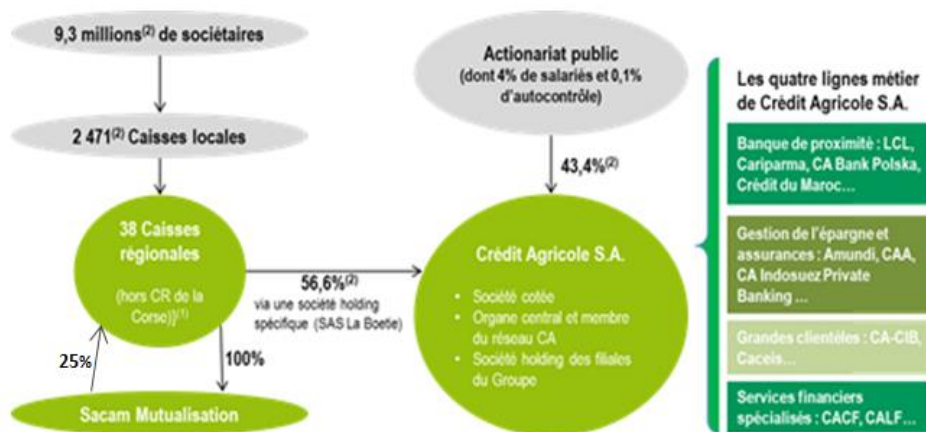 9,3 millions(2) de sociétaires
2 471(2) Caisses locales
38 Caisses
régionales
(hors CR de la
Corse)}(1)
25%
100%
Sacam Mutualisation
56,6%(2)
via une société holding
spécifique (SAS La Boetie)
Actionariat public
(dont 4% de salariés et 0,1%
d'autocontrôle)
43,4%(2)
Crédit Agricole S.A.
• Société cotée
• Organe central et membre
du réseau CA
• Société holding des filiales
du Groupe
Les quatre lignes métier
de Crédit Agricole S.A.
Banque de proximité : LCL,
Cariparma, CA Bank Polska,
Crédit du Maroc…
Gestion de l'épargne et
assurances : Amundi, CAA,
CA Indosuez Private
Banking ...
Grandes clientèles : CA-CIB,
Caceis…
Services financiers
spécialisés : CACF, CALF…